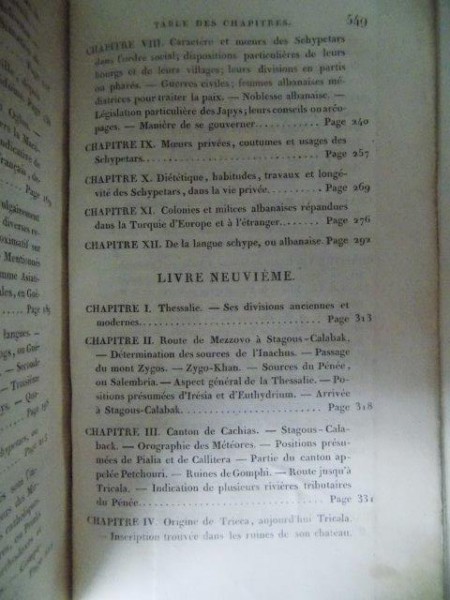 TABLE DES CHAPITRES. 549
CHAPITRE VIII. Caractère et mœurs des Schypetars
dans l'ordre social; dispositions particulières de leurs
bourgs et de leurs villages; leurs divisions en partis
ou pharés. — Guerres civiles; femmes albanaises mé-
diatrices pour traiter la paix. — Noblesse albanaise. —
Législation particulière des Japys; leurs conseils ou aréo-
pages. — Manière de se gouverner.......... Page 240
CHAPITRE IX. Mœurs privées, coutumes et usages des
Schypetars.......... Page 257
CHAPITRE X. Diététique, habitudes, travaux et longé-
vité des Schypetars, dans la vie privée......... Page 269
CHAPITRE XI. Colonies et milices albanaises répandues
dans la Turquie d'Europe et à l'étranger........ Page 276
CHAPITRE XII. De la langue schype, ou albanaise. Page 292
LIVRE NEUVIÈME.
CHAPITRE I. Thessalie. — Ses divisions anciennes et
modernes.......... Page 313
CHAPITRE II. Route de Mezzovo à Stagous-Calabak.
— Détermination des sources de l'Inachus. — Passage
du mont Zygos. — Zygo-Khan. — Sources du Pénée,
ou Salembria. — Aspect général de la Thessalie. — Po-
sitions présumées d'Irésia et d'Euthydrium. — Arrivée
à Stagous-Calabak.......... Page 318
CHAPITRE III. Canton de Cachias. — Stagous-Cala-
back. — Orographie des Météores. — Positions présu-
mées de Pialia et de Callitera — Partie du canton ap-
pelée Petchouri. — Ruines de Gomphi. — Route jusqu'à
Tricala. — Indication de plusieurs rivières tributaires
du Pénée.......... Page 331
CHAPITRE IV. Origine de Tricca, aujourd'hui Tricala.
— Inscription trouvée dans les ruines de son château.